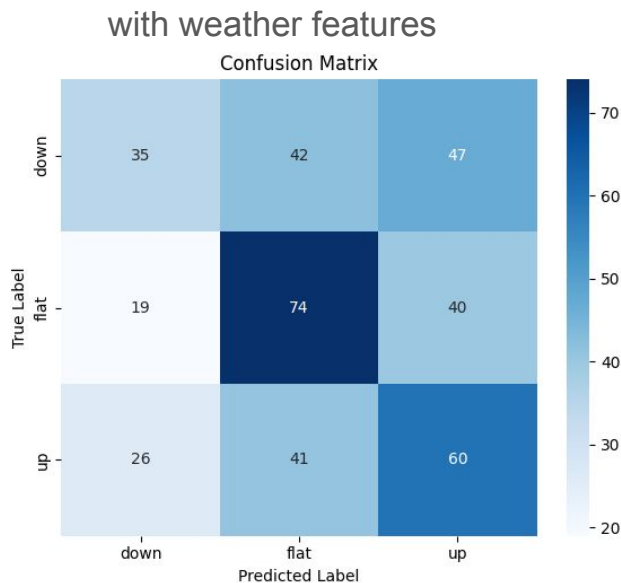 with weather features
Confusion Matrix
down 35 42 47
flat 19 74 40
up 26 41 60
down flat up
Predicted Label
True Label
70
60
50
40
30
20